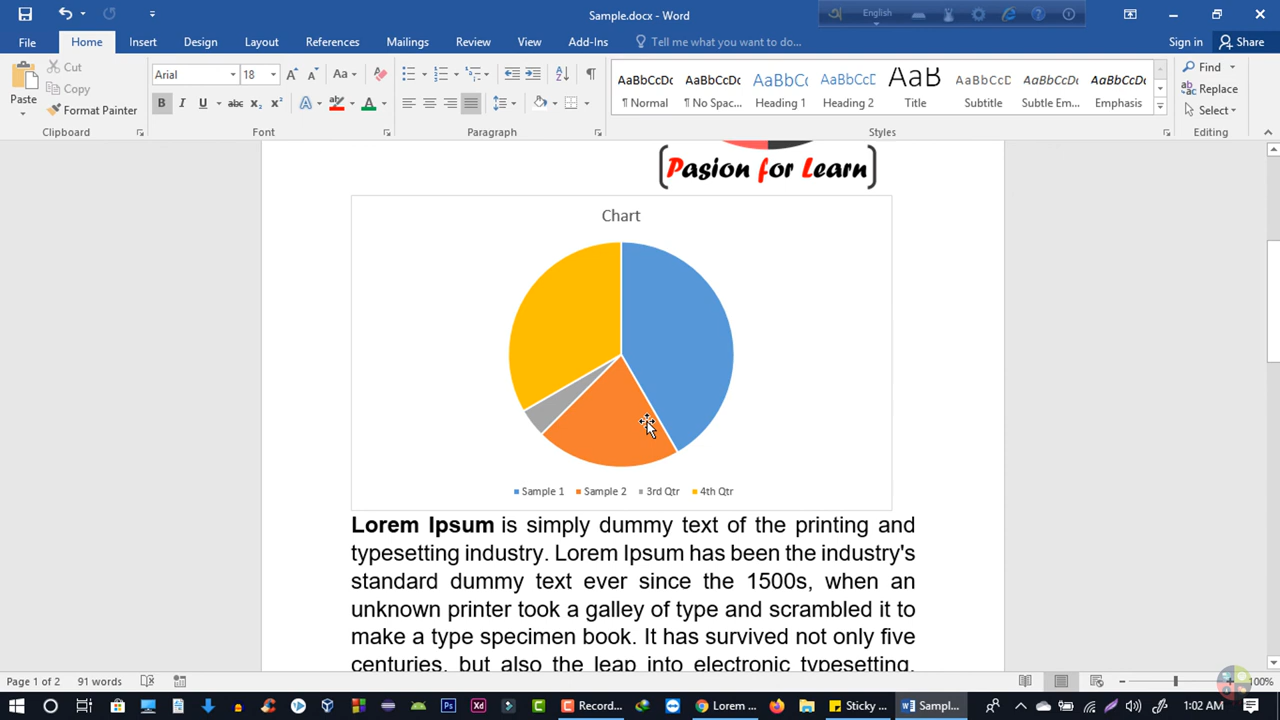 Sample.docx - Word
English
File Home Insert Design Layout References Mailings Review View Add-Ins Tell me what you want to do... Sign in Share
Paste
Cut
Copy
Format Painter
Clipboard
Arial 18
Font
Paragraph
AaBbCcDc AaBbCcDc AaBbC AaBbCcD AaB AaBbCcD AaBbCcDc AaBbCcDc
¶ Normal ¶ No Spac... Heading 1 Heading 2 Title Subtitle Subtle Em... Emphasis
Styles
Find
Replace
Select
Editing
Pasion for Learn
Chart
Sample 1 Sample 2 3rd Qtr 4th Qtr
Lorem Ipsum is simply dummy text of the printing and
typesetting industry. Lorem Ipsum has been the industry's
standard dummy text ever since the 1500s, when an
unknown printer took a galley of type and scrambled it to
make a type specimen book. It has survived not only five
centuries, but also the leap into electronic typesetting,
Page 1 of 2 91 words 100%
Record... Lorem ... Sticky ... Sampl... 1:02 AM